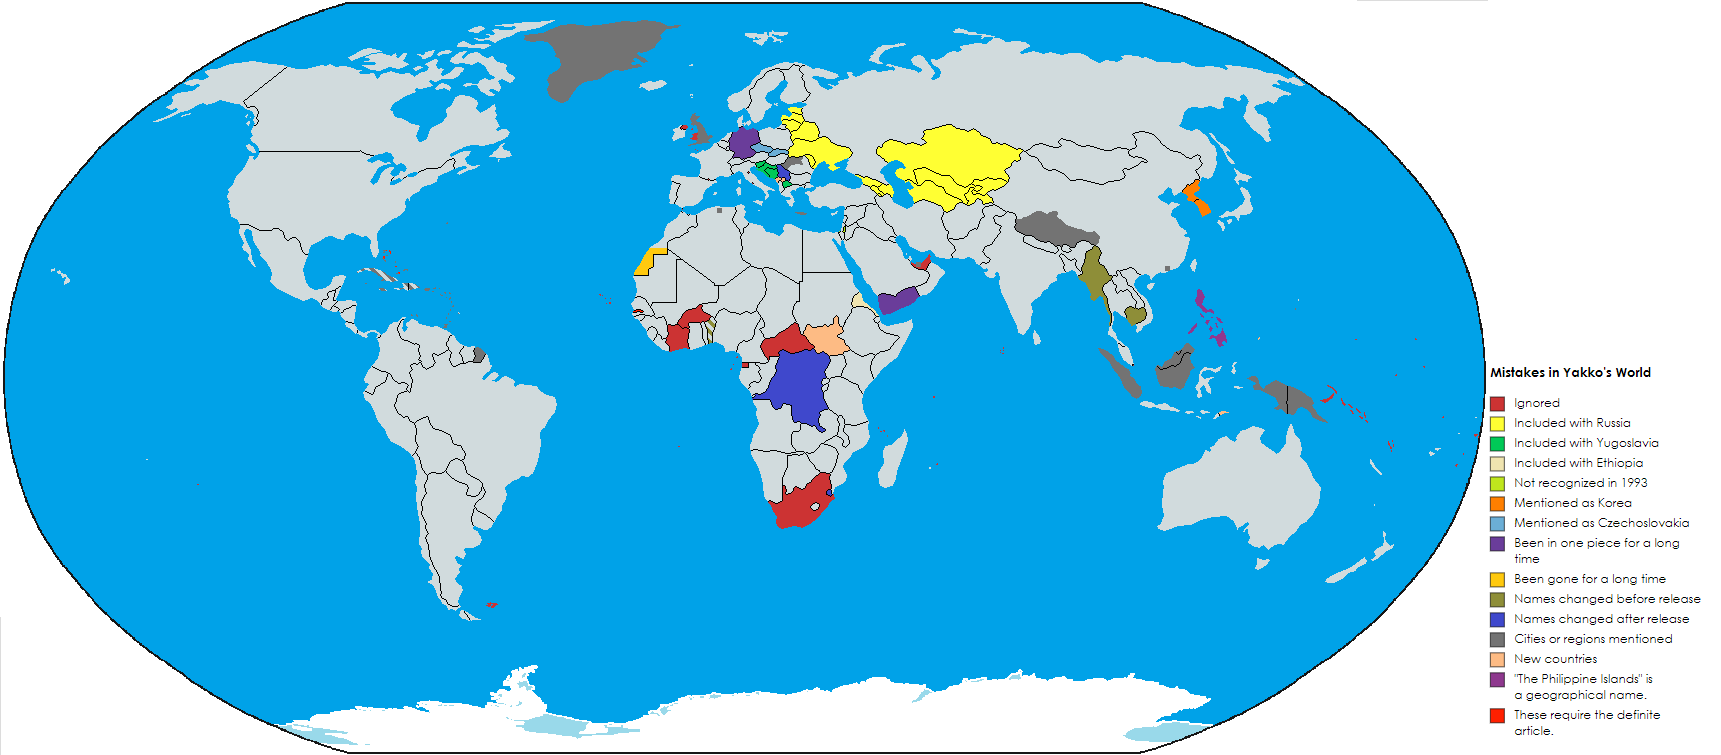 Mistakes in Yakko's World
Ignored
Included with Russia
Included with Yugoslavia
Included with Ethiopia
Not recognized in 1993
Mentioned as Korea
Mentioned as Czechoslovakia
Been in one piece for a long
time
Been gone for a long time
Names changed before release
Names changed after release
Cities or regions mentioned
New countries
"The Philippine Islands" is
a geographical name.
These require the definite
article.